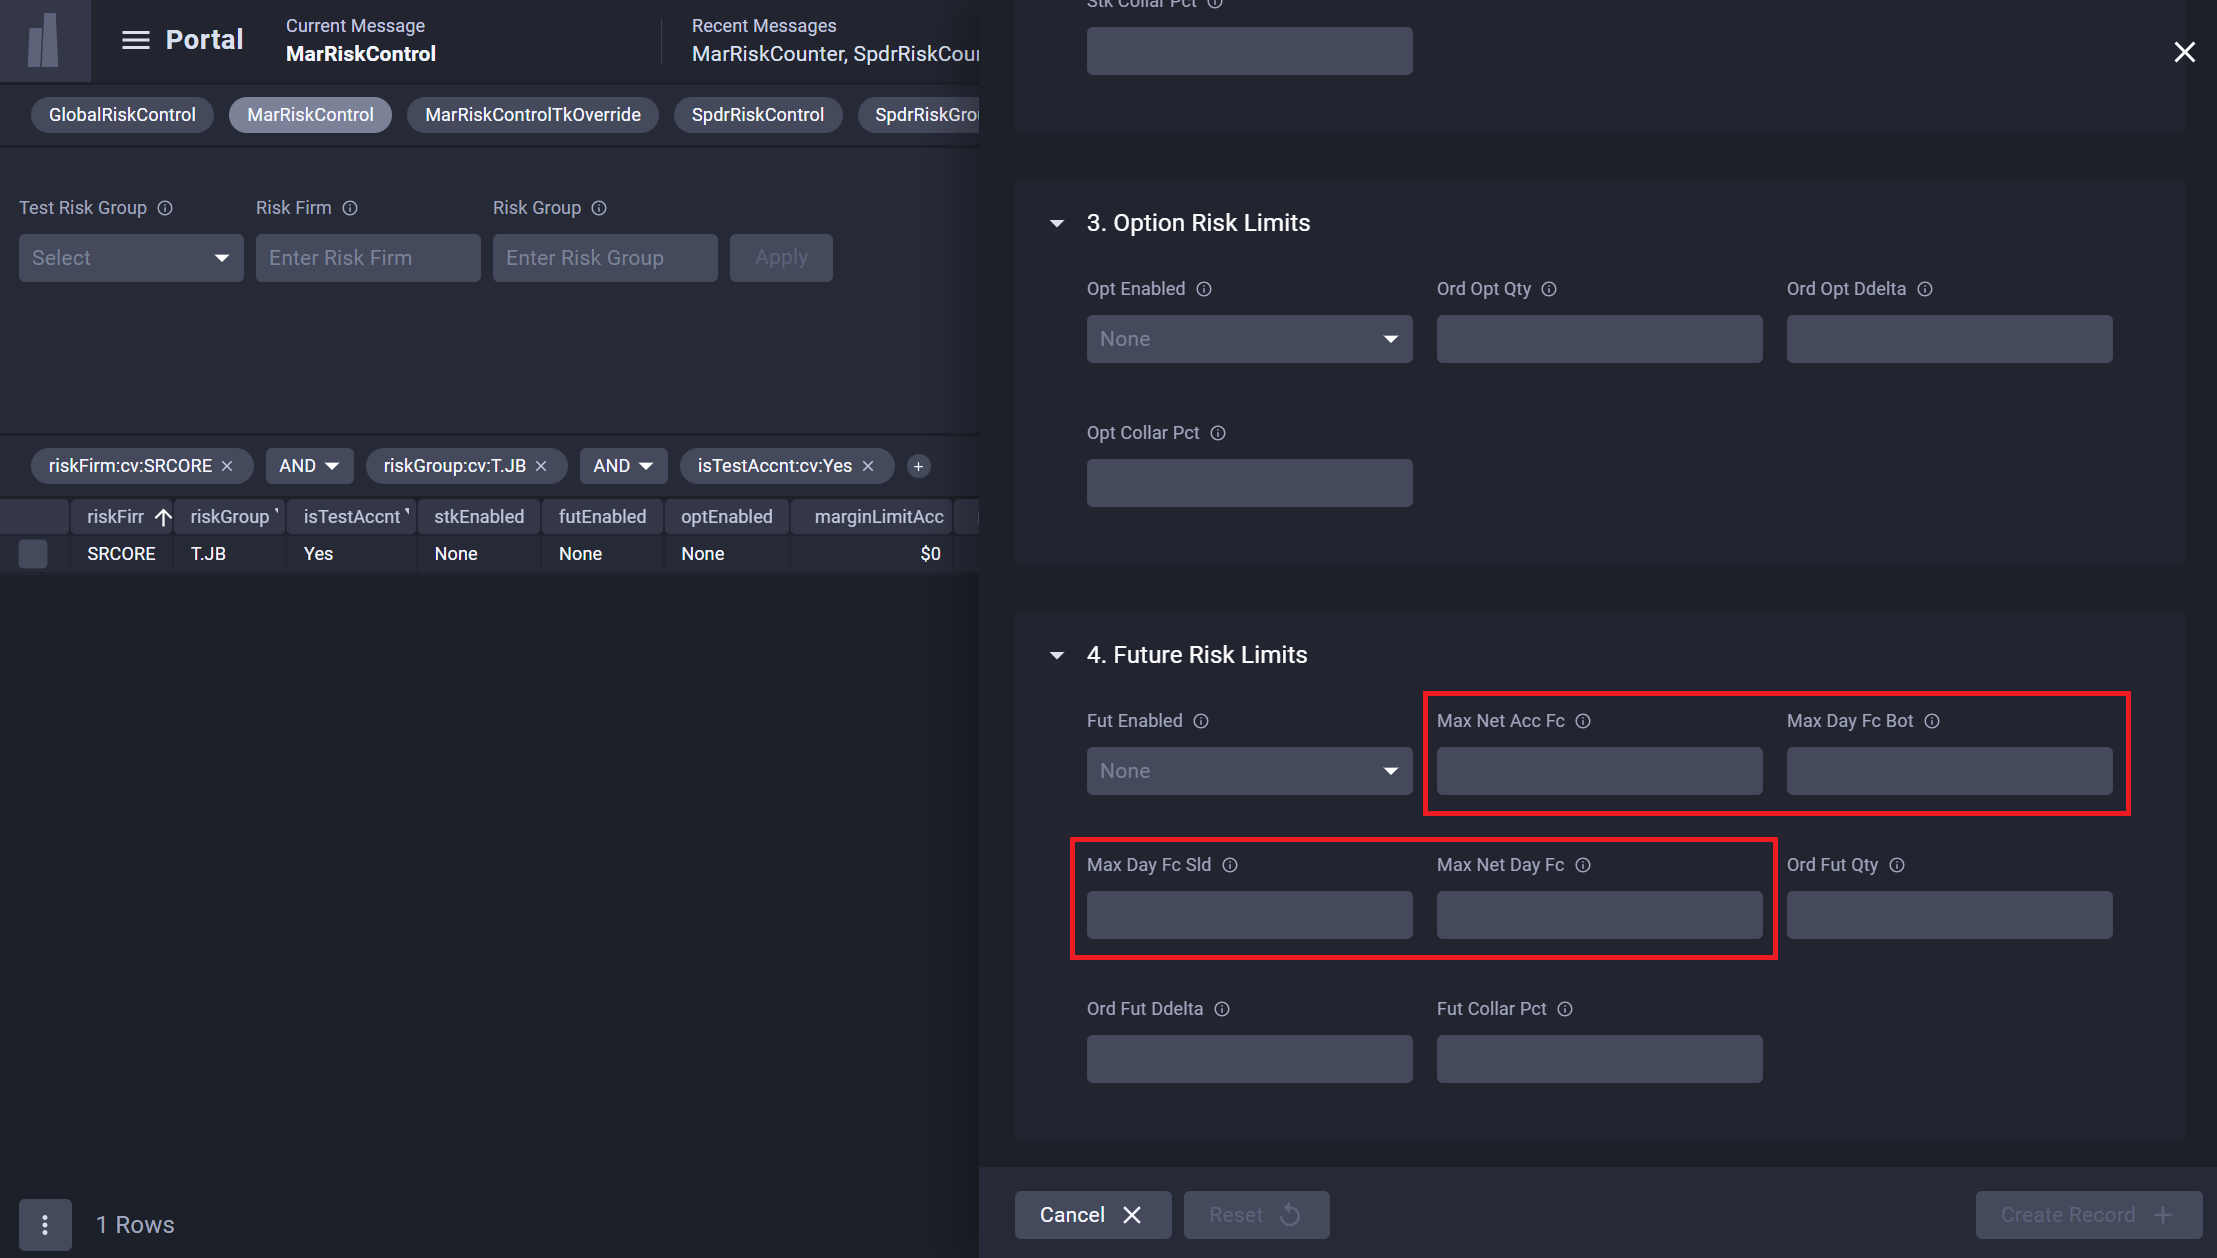 Portal
Current Message
MarRiskControl
Recent Messages
MarRiskCounter, SpdrRiskCoun
GlobalRiskControl
MarRiskControl
MarRiskControlTkOverride
SpdrRiskControl
SpdrRiskGrou
Test Risk Group
Risk Firm
Risk Group
Select
Enter Risk Firm
Enter Risk Group
Apply
riskFirm:cv:SRCORE
AND
riskGroup:cv:T.JB
AND
isTestAccnt:cv:Yes
riskFirr
riskGroup
isTestAccnt
stkEnabled
futEnabled
optEnabled
marginLimitAcc
SRCORE
T.JB
Yes
None
None
None
$0
1 Rows
Stk Collar Pct
3. Option Risk Limits
Opt Enabled
Ord Opt Qty
Ord Opt Ddelta
None
Opt Collar Pct
4. Future Risk Limits
Fut Enabled
Max Net Acc Fc
Max Day Fc Bot
None
Max Day Fc Sld
Max Net Day Fc
Ord Fut Qty
Ord Fut Ddelta
Fut Collar Pct
Cancel
Reset
Create Record